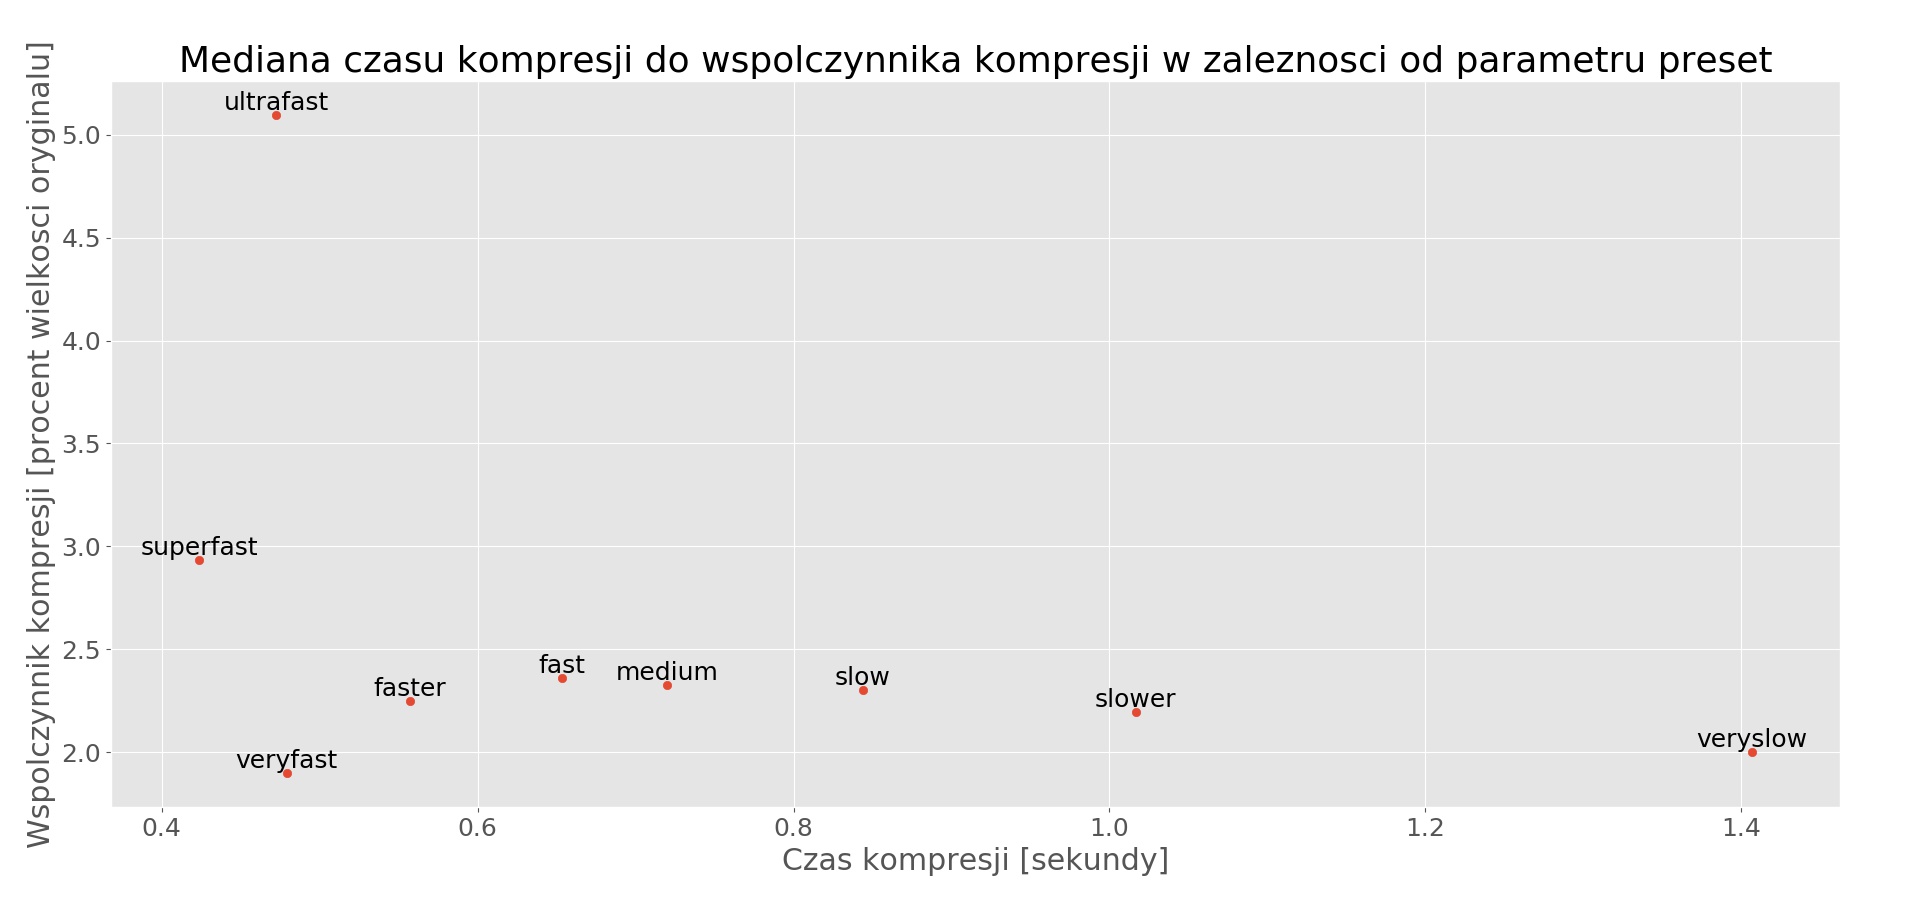 Mediana czasu kompresji do wspolczynnika kompresji w zaleznosci od parametru preset
Wspolczynnik kompresji [procent wielkosci oryginalu]
5.0
4.5
4.0
3.5
3.0
2.5
2.0
ultrafast
superfast
fast
medium
slow
faster
slower
veryslow
veryfast
0.4
0.6
0.8
1.0
1.2
1.4
Czas kompresji [sekundy]